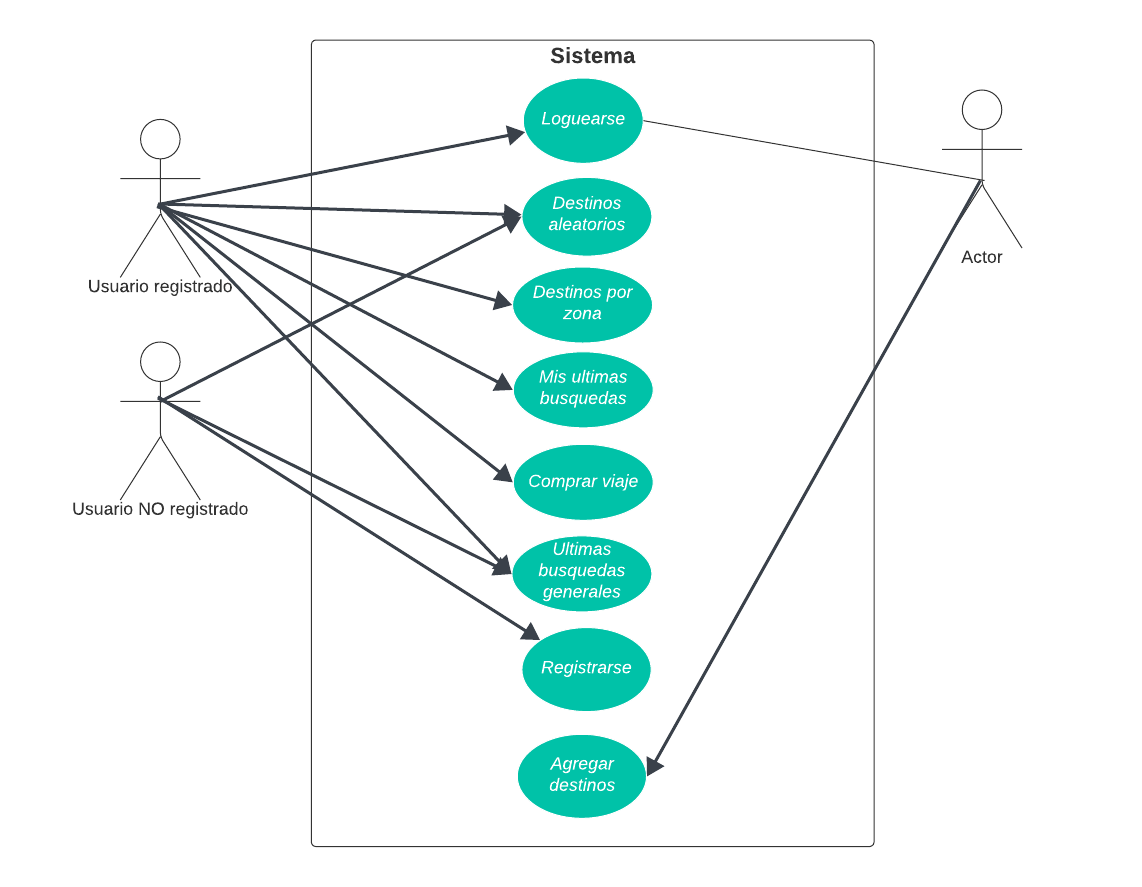 Sistema
Loguearse
Destinos
aleatorios
Destinos por
zona
Mis ultimas
busquedas
Comprar viaje
Ultimas
busquedas
generales
Registrarse
Agregar
destinos
Usuario registrado
Usuario NO registrado
Actor